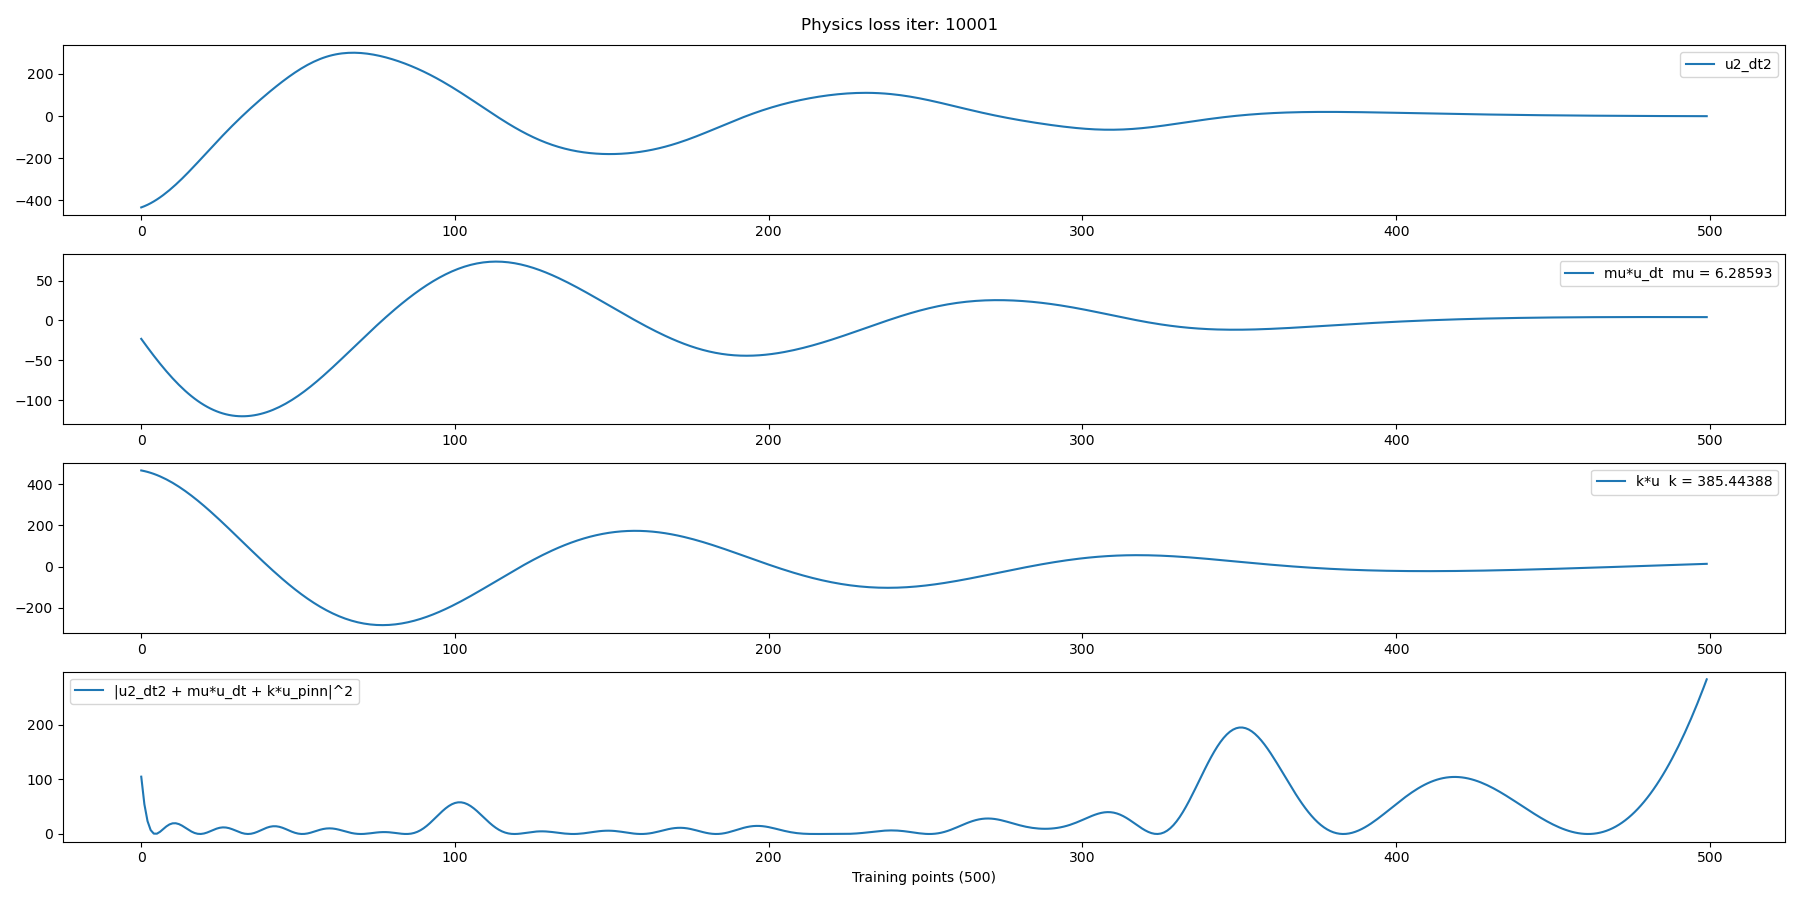 Physics loss iter: 10001
u2_dt2
200
0
−200
−400
0 100 200 300 400 500
mu*u_dt  mu = 6.28593
50
0
−50
−100
0 100 200 300 400 500
k*u  k = 385.44388
400
200
0
−200
0 100 200 300 400 500
|u2_dt2 + mu*u_dt + k*u_pinn|^2
200
100
0
0 100 200 300 400 500
Training points (500)